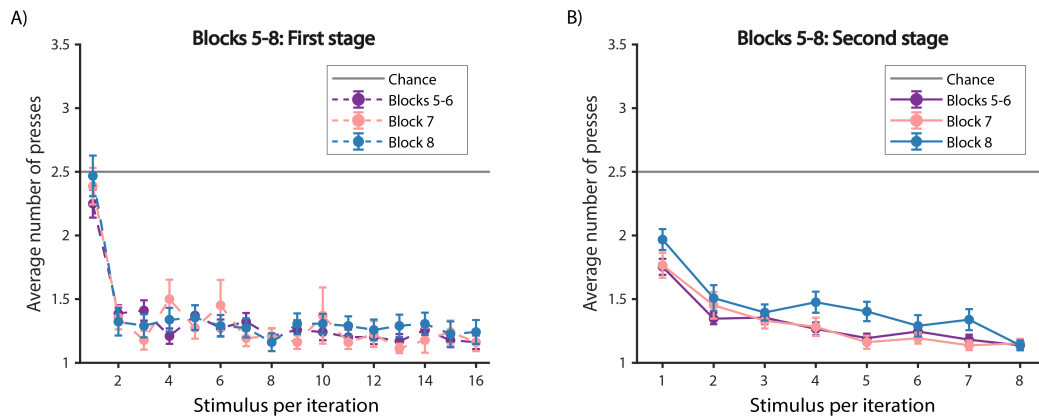 A)
Blocks 5-8: First stage
Average number of presses
3.5
3
2.5
2
1.5
1
Chance
Blocks 5-6
Block 7
Block 8
2 4 6 8 10 12 14 16
Stimulus per iteration
B)
Blocks 5-8: Second stage
Average number of presses
3.5
3
2.5
2
1.5
1
Chance
Blocks 5-6
Block 7
Block 8
1 2 3 4 5 6 7 8
Stimulus per iteration